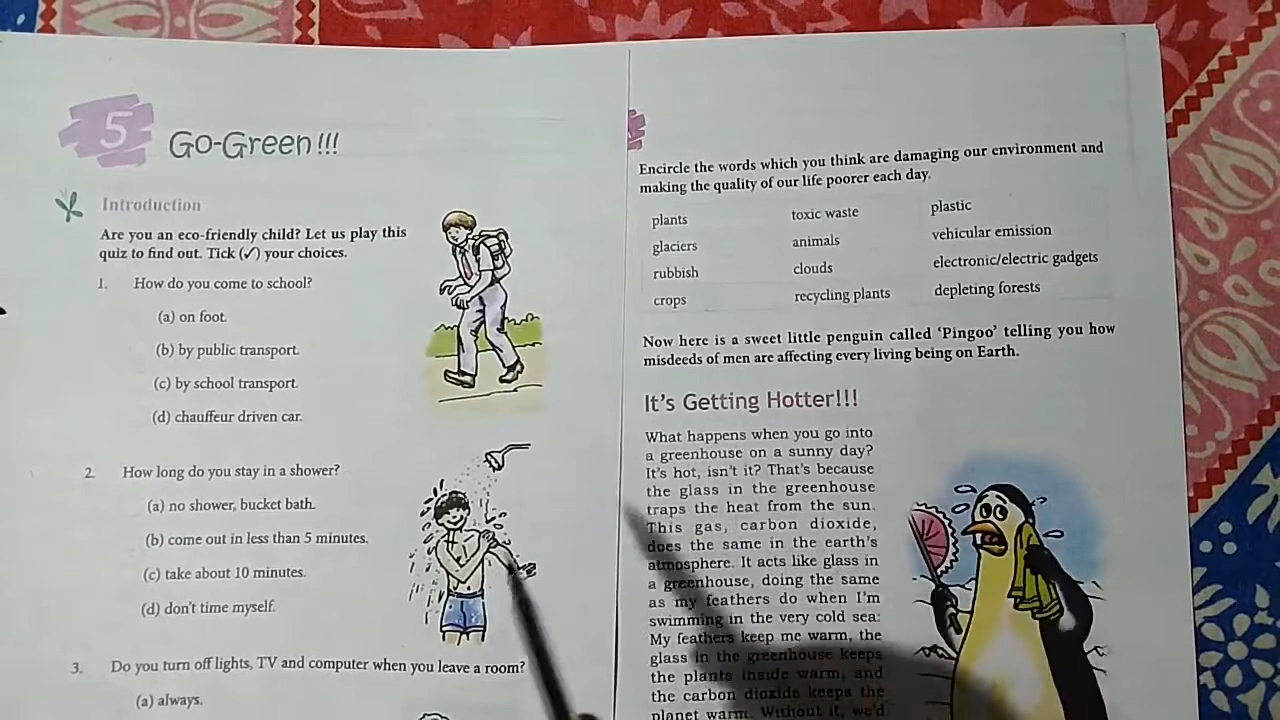 5
Go-Green!!!
Introduction
Are you an eco-friendly child? Let us play this
quiz to find out. Tick (✓) your choices.
1. How do you come to school?
(a) on foot.
(b) by public transport.
(c) by school transport.
(d) chauffeur driven car.
2. How long do you stay in a shower?
(a) no shower, bucket bath.
(b) come out in less than 5 minutes.
(c) take about 10 minutes.
(d) don't time myself.
3. Do you turn off lights, TV and computer when you leave a room?
(a) always.
Encircle the words which you think are damaging our environment and
making the quality of our life poorer each day.
plants toxic waste plastic
glaciers animals vehicular emission
rubbish clouds electronic/electric gadgets
crops recycling plants depleting forests
Now here is a sweet little penguin called 'Pingoo' telling you how
misdeeds of men are affecting every living being on Earth.
It's Getting Hotter!!!
What happens when you go into
a greenhouse on a sunny day?
It's hot, isn't it? That's because
the glass in the greenhouse
traps the heat from the sun.
This gas, carbon dioxide,
does the same in the earth's
atmosphere. It acts like glass in
a greenhouse, doing the same
as my feathers do when I'm
swimming in the very cold sea:
My feathers keep me warm, the
glass in the greenhouse keeps
the plants inside warm, and
the carbon dioxide keeps the
planet warm. Without it, we'd